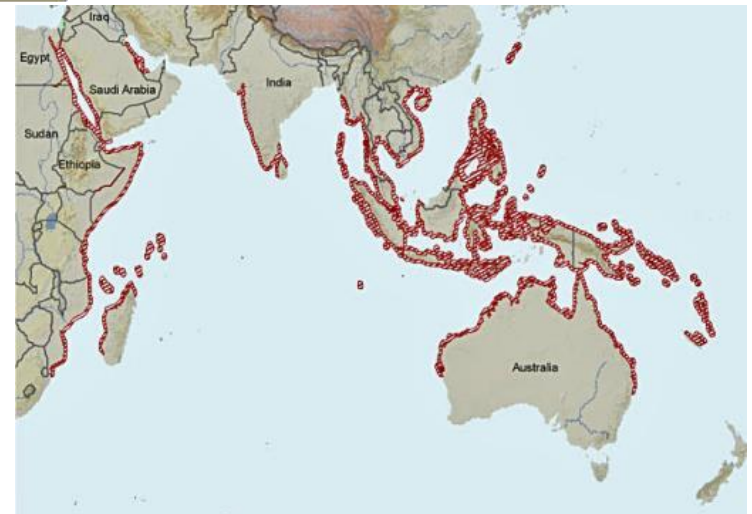 Iraq
Egypt
Saudi Arabia
India
Sudan
Ethiopia
Australia